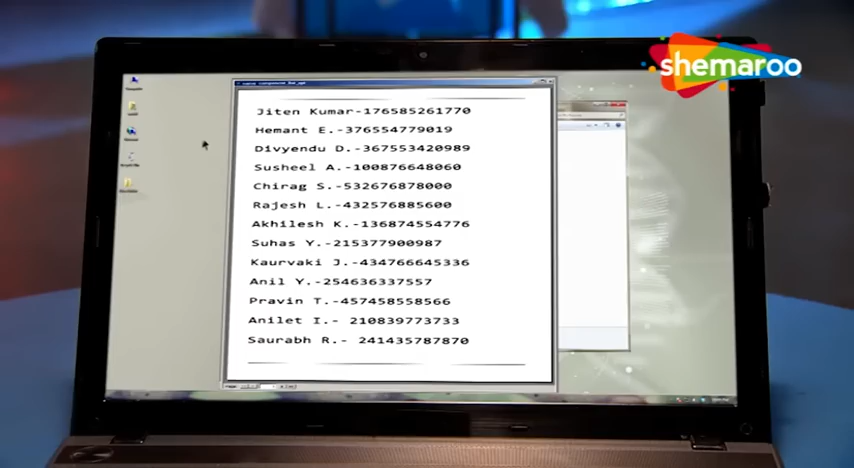 shemaroo
Jiten Kumar-176585261770
Hemant E.-376554779019
Divyendu D.-367553420989
Susheel A.-100876648060
Chirag S.-532676878000
Rajesh L.-432576885600
Akhilesh K.-136874554776
Suhas Y.-215377900987
Kaurvaki J.-434766645336
Anil Y.-254636337557
Pravin T.-457458558566
Anilet I.- 210839773733
Saurabh R.- 241435787870